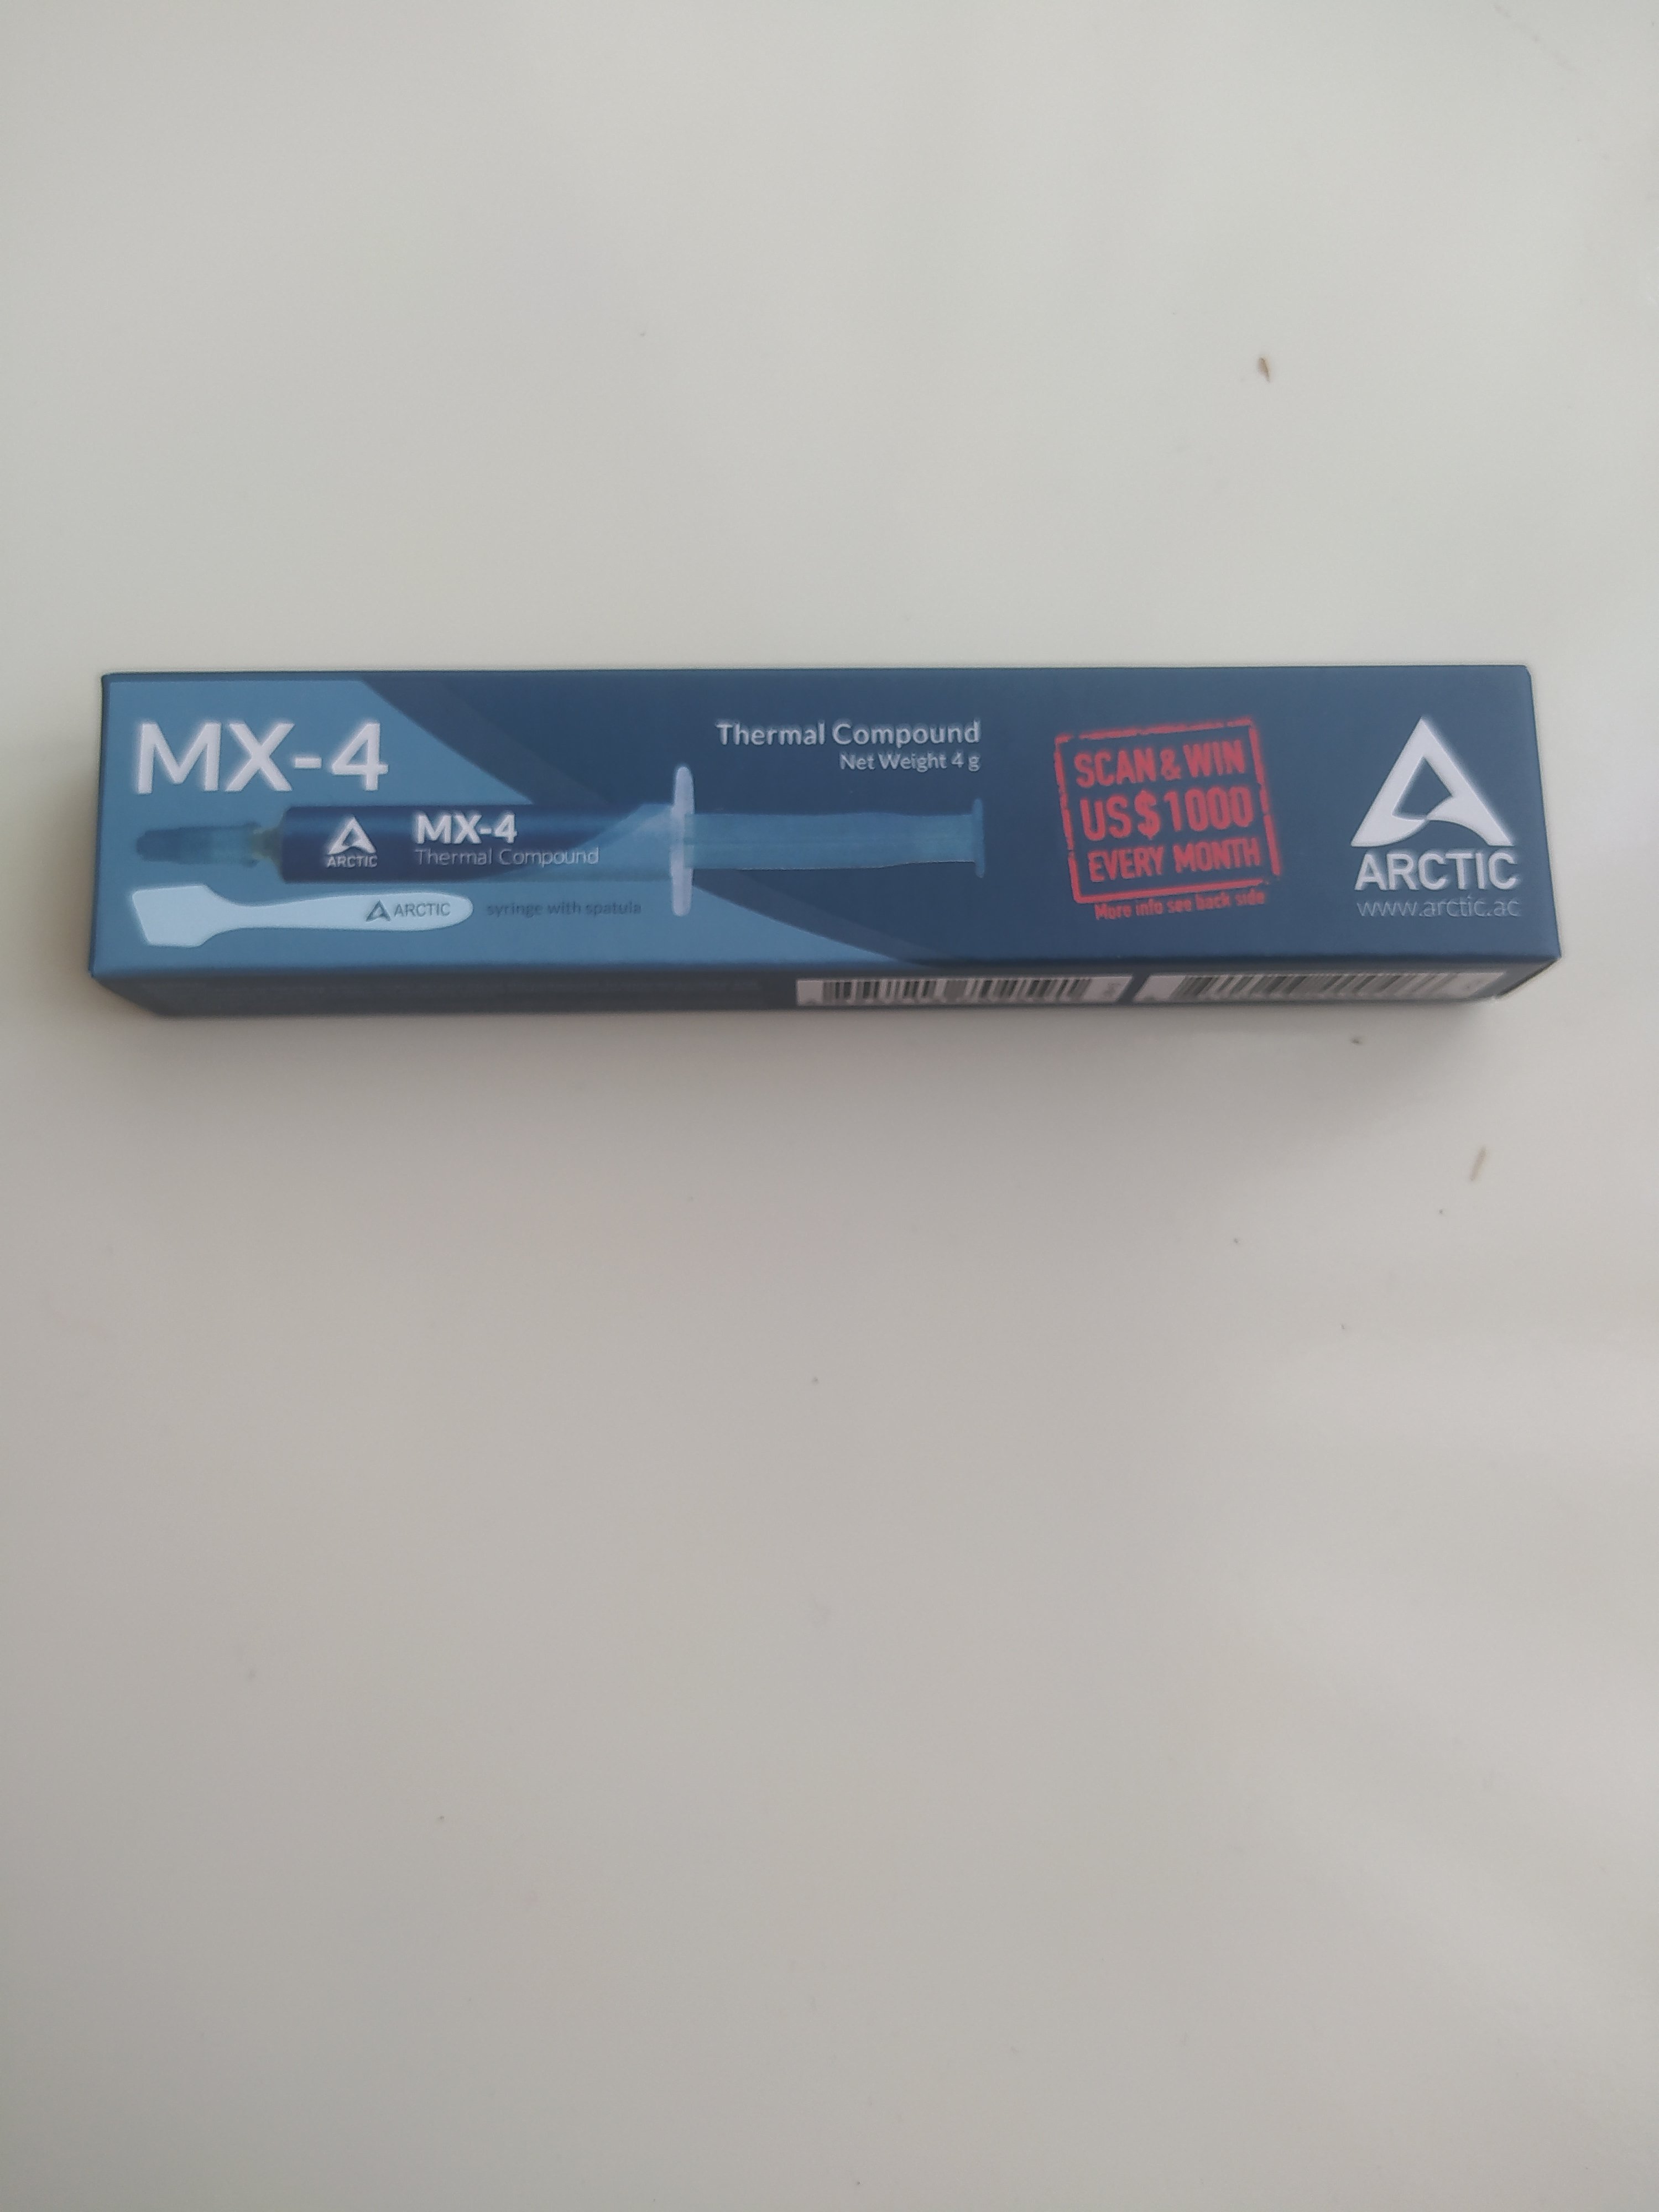 MX-4
Thermal Compound
Net Weight 4 g
ARCTIC
MX-4
Thermal Compound
ARCTIC
syringe with spatula
SCAN & WIN
US$1000
EVERY MONTH
More info see back side
ARCTIC
www.arctic.ac